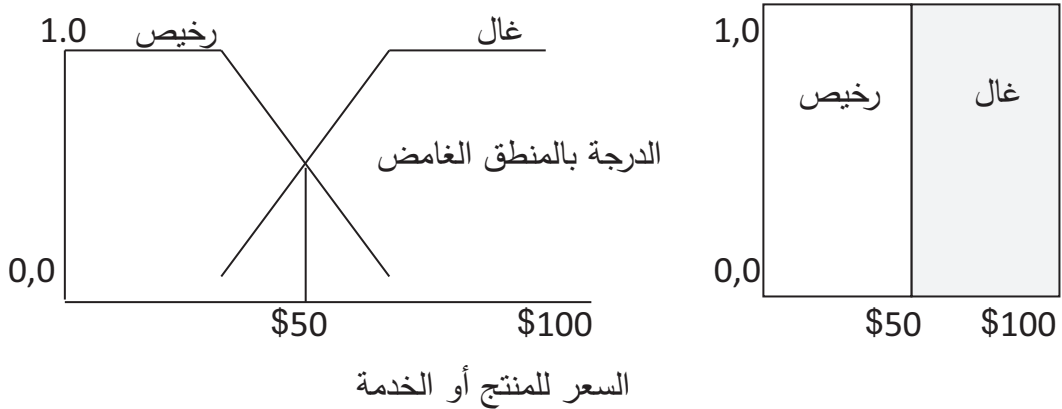 1.0
رخيص
غال
الدرجة بالمنطق الغامض
0,0
$50
$100
السعر للمنتج أو الخدمة
1,0
رخيص
غال
0,0
$50
$100